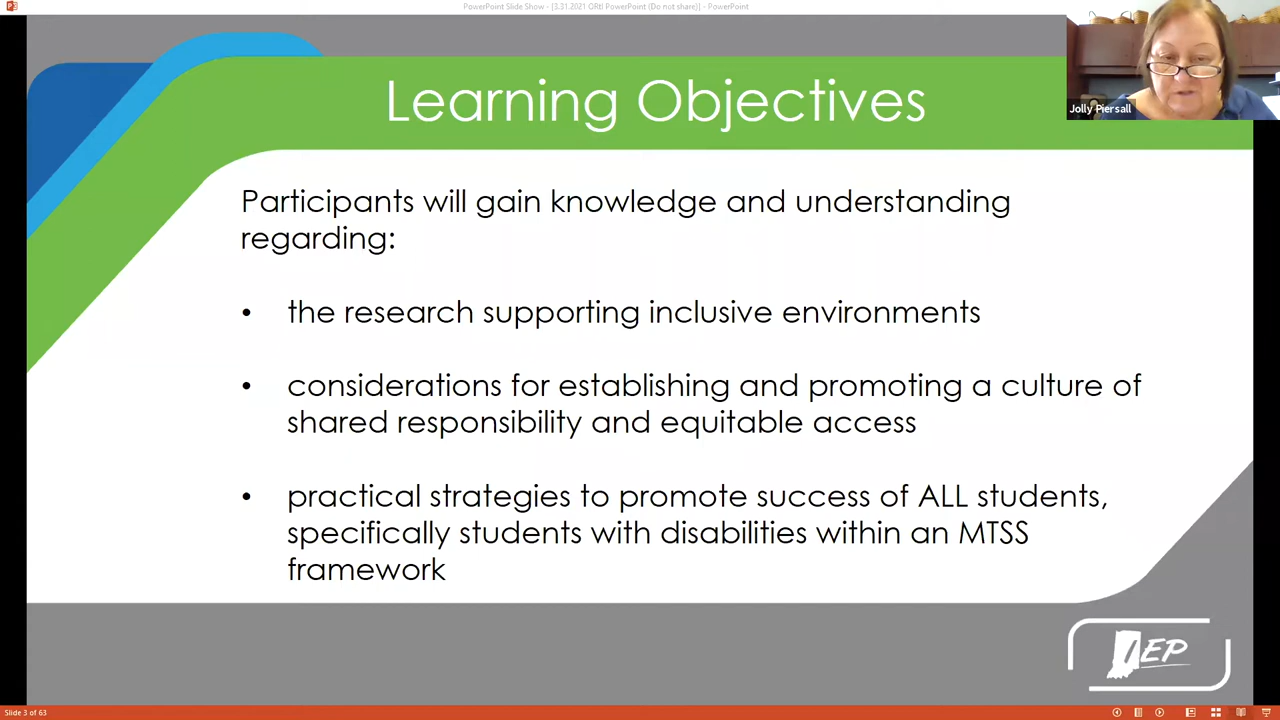 PowerPoint Slide Show - [3.31.2021 QRtI PowerPoint (Do not share)] - PowerPoint
Learning Objectives
Jolly Piersall
Participants will gain knowledge and understanding
regarding:
• the research supporting inclusive environments
• considerations for establishing and promoting a culture of
shared responsibility and equitable access
• practical strategies to promote success of ALL students,
specifically students with disabilities within an MTSS
framework
IEP
Slide 3 of 63